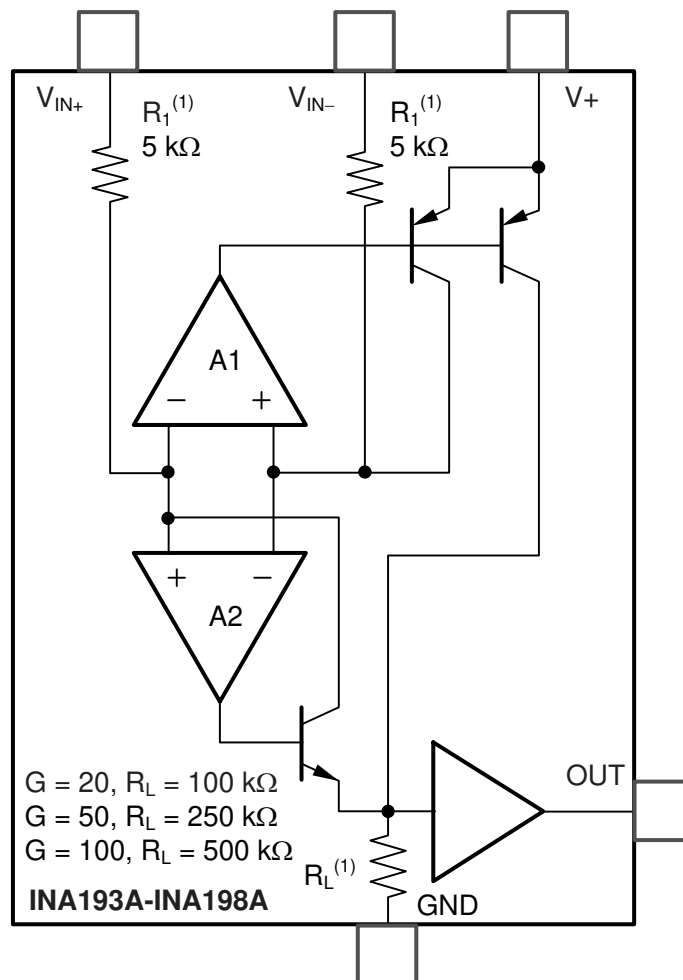 V_IN+
R_1^(1)
5 kΩ
V_IN–
R_1^(1)
5 kΩ
V+
A1
– +
+ –
A2
G = 20, R_L = 100 kΩ
G = 50, R_L = 250 kΩ
G = 100, R_L = 500 kΩ
INA193A-INA198A
R_L^(1)
GND
OUT